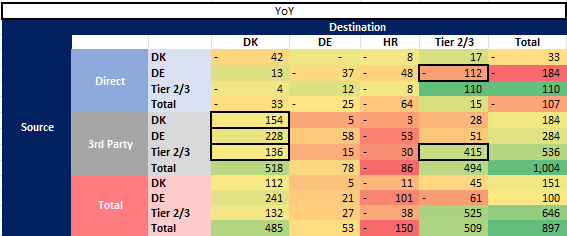 YoY
Destination
DK DE HR Tier 2/3 Total
DK - 42 - - 8 17 - 33
Direct DE 13 - 37 - 48 - 112 - 184
Tier 2/3 - 4 12 - 8 110 110
Total - 33 - 25 - 64 15 - 107
Source DK 154 5 - 3 28 184
3rd Party DE 228 58 - 53 51 284
Tier 2/3 136 15 - 30 415 536
Total 518 78 - 86 494 1,004
DK 112 5 - 11 45 151
Total DE 241 21 - 101 - 61 100
Tier 2/3 132 27 - 38 525 646
Total 485 53 - 150 509 897